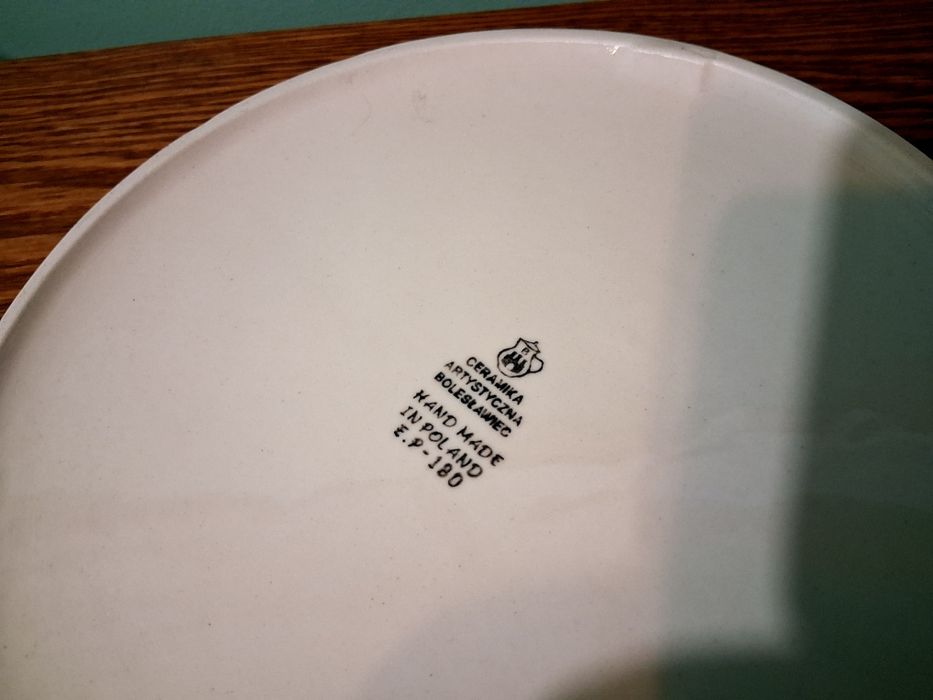 B
CERAMIKA
ARTYSTYCZNA
BOLESŁAWIEC
HAND MADE
IN POLAND
E.P-180